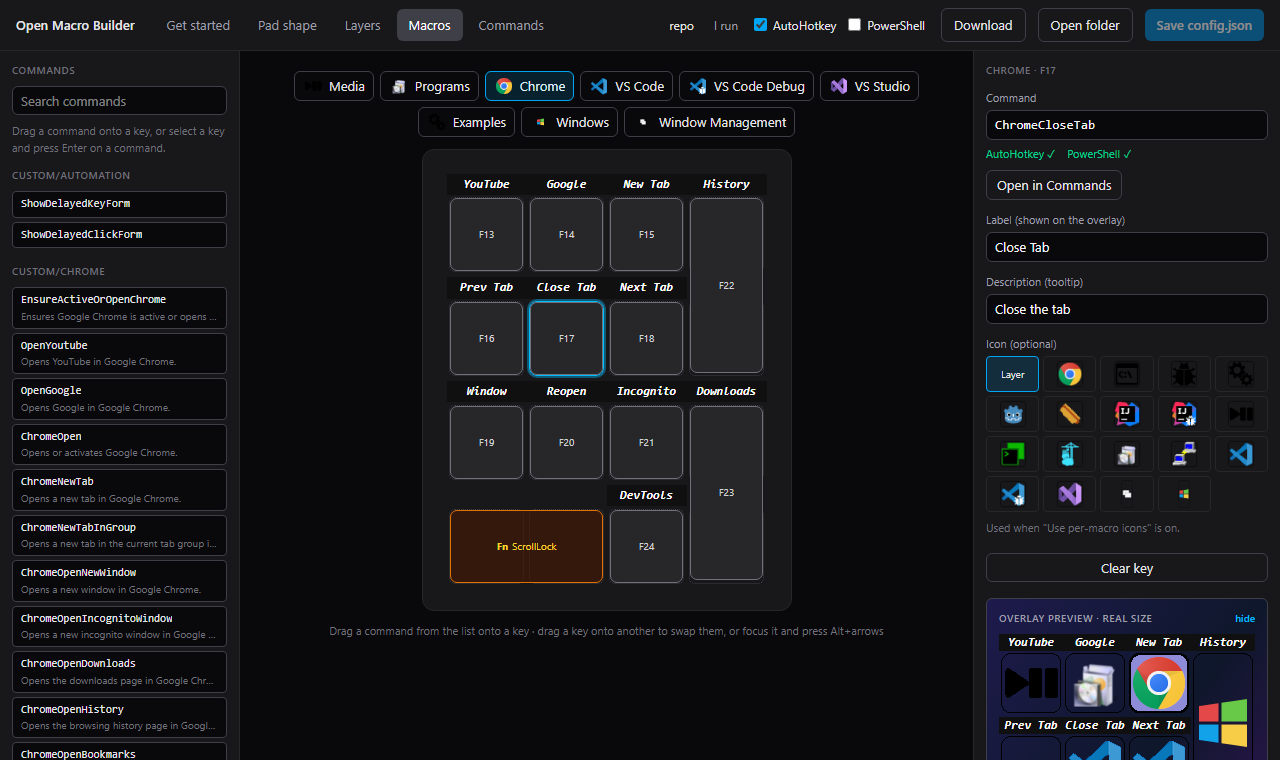 Open Macro Builder Get started Pad shape Layers Macros Commands repo I run AutoHotkey PowerShell Download Open folder Save config.json
COMMANDS
Search commands
Drag a command onto a key, or select a key
and press Enter on a command.
CUSTOM/AUTOMATION
ShowDelayedKeyForm
ShowDelayedClickForm
CUSTOM/CHROME
EnsureActiveOrOpenChrome
Ensures Google Chrome is active or opens ...
OpenYoutube
Opens YouTube in Google Chrome.
OpenGoogle
Opens Google in Google Chrome.
ChromeOpen
Opens or activates Google Chrome.
ChromeNewTab
Opens a new tab in Google Chrome.
ChromeNewTabInGroup
Opens a new tab in the current tab group i...
ChromeOpenNewWindow
Opens a new window in Google Chrome.
ChromeOpenIncognitoWindow
Opens a new incognito window in Google ...
ChromeOpenDownloads
Opens the downloads page in Google Chr...
ChromeOpenHistory
Opens the browsing history page in Googl...
ChromeOpenBookmarks
Media Programs Chrome VS Code VS Code Debug VS Studio
Examples Windows Window Management
YouTube Google New Tab History
F13 F14 F15
F22
Prev Tab Close Tab Next Tab
F16 F17 F18
Window Reopen Incognito Downloads
F19 F20 F21
F23
DevTools
Fn ScrollLock F24
Drag a command from the list onto a key · drag a key onto another to swap them, or focus it and press Alt+arrows
CHROME · F17
Command
ChromeCloseTab
AutoHotkey ✓ PowerShell ✓
Open in Commands
Label (shown on the overlay)
Close Tab
Description (tooltip)
Close the tab
Icon (optional)
Layer
Used when "Use per-macro icons" is on.
Clear key
OVERLAY PREVIEW · REAL SIZE hide
YouTube Google New Tab History
Prev Tab Close Tab Next Tab